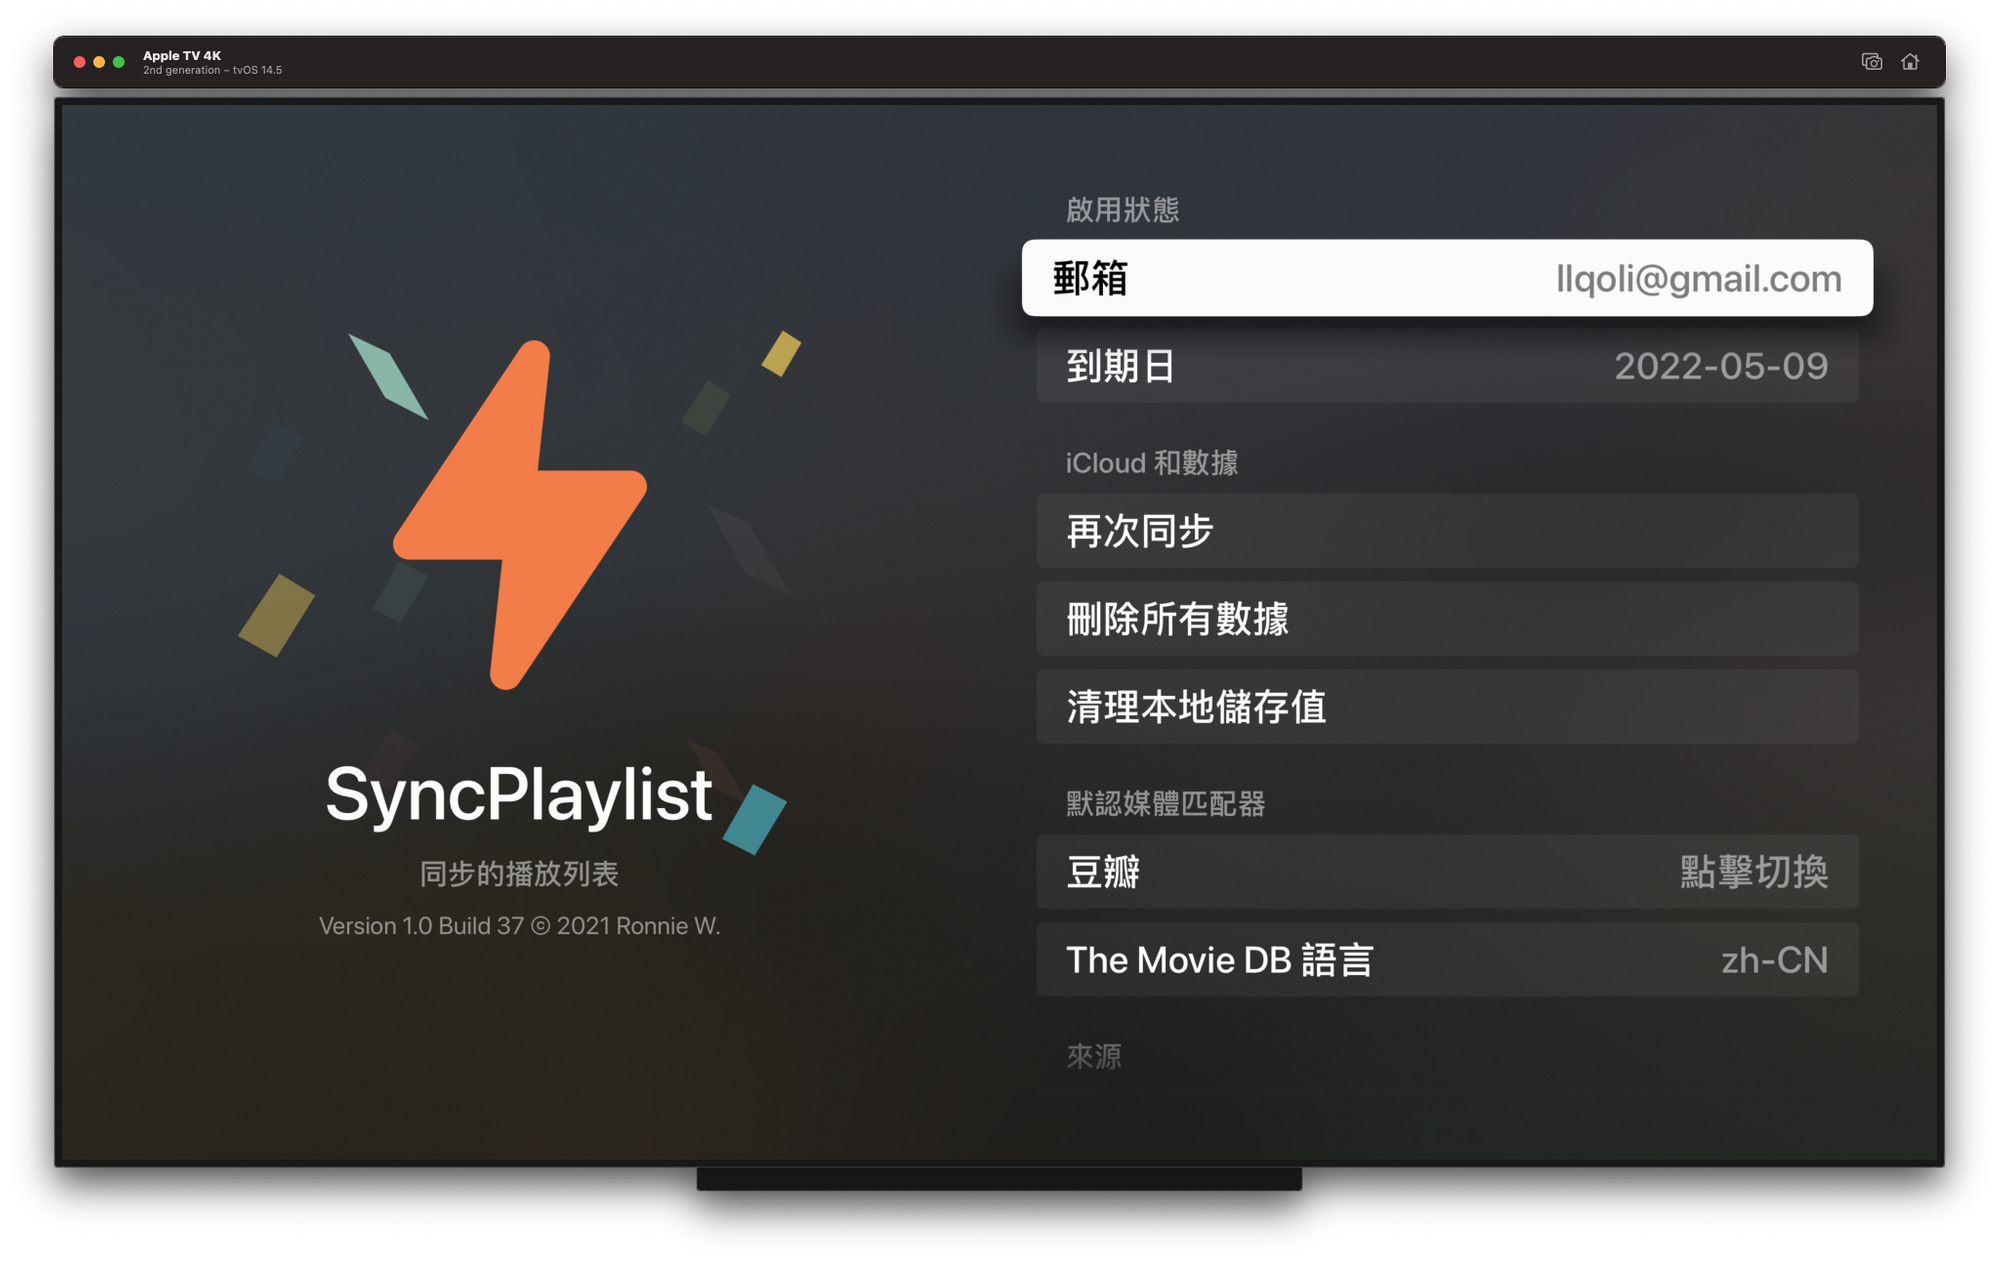 Apple TV 4K
2nd generation – tvOS 14.5
SyncPlaylist
同步的播放列表
Version 1.0 Build 37 © 2021 Ronnie W.
啟用狀態
郵箱 llqoli@gmail.com
到期日 2022-05-09
iCloud 和數據
再次同步
刪除所有數據
清理本地儲存值
默認媒體匹配器
豆瓣 點擊切換
The Movie DB 語言 zh-CN
來源